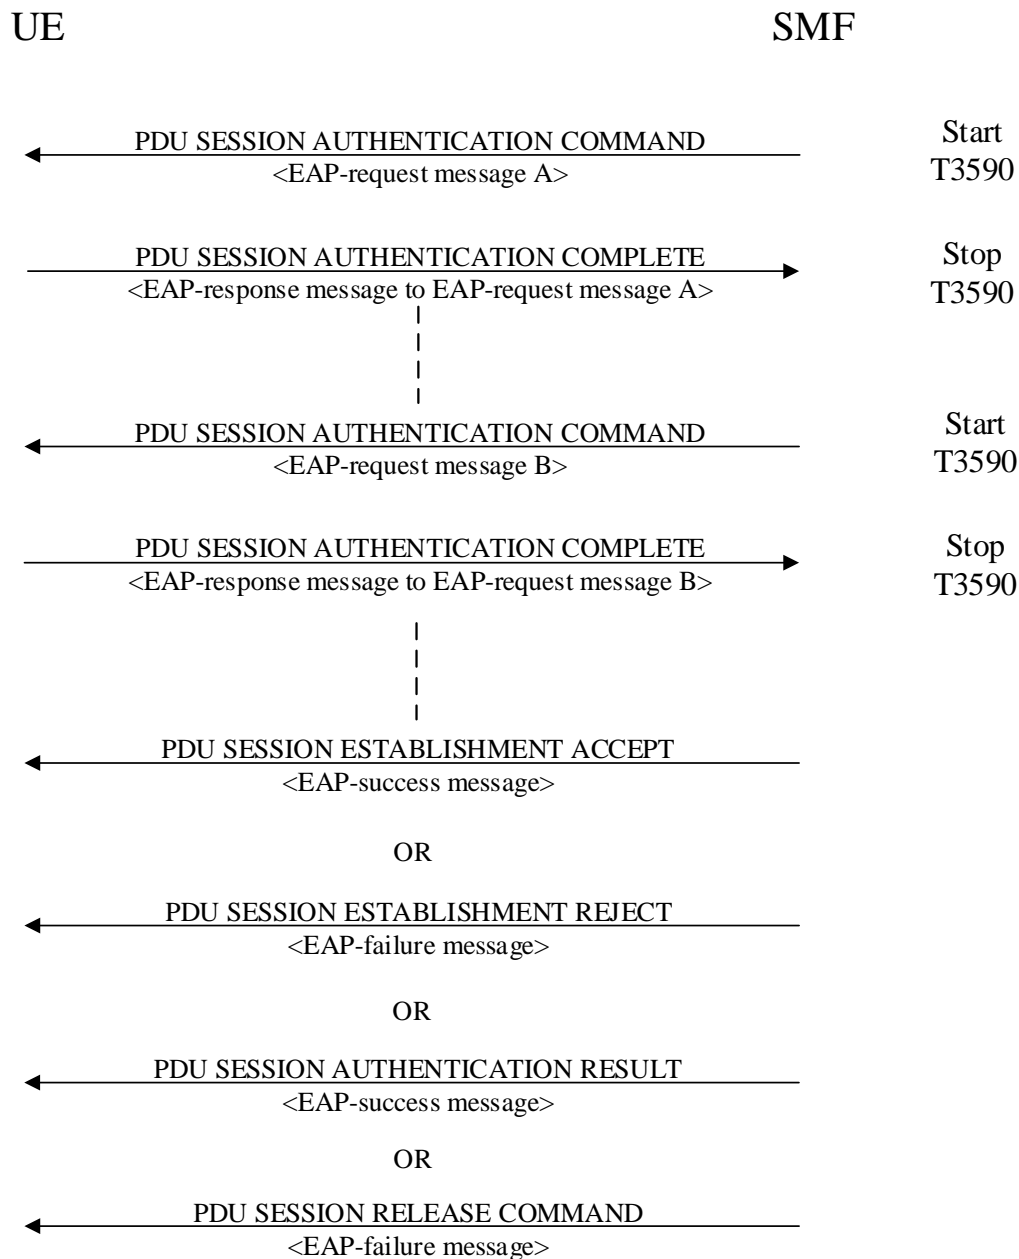 UE SMF
PDU SESSION AUTHENTICATION COMMAND
<EAP-request message A>
Start
T3590
PDU SESSION AUTHENTICATION COMPLETE
<EAP-response message to EAP-request message A>
Stop
T3590
PDU SESSION AUTHENTICATION COMMAND
<EAP-request message B>
Start
T3590
PDU SESSION AUTHENTICATION COMPLETE
<EAP-response message to EAP-request message B>
Stop
T3590
PDU SESSION ESTABLISHMENT ACCEPT
<EAP-success message>
OR
PDU SESSION ESTABLISHMENT REJECT
<EAP-failure message>
OR
PDU SESSION AUTHENTICATION RESULT
<EAP-success message>
OR
PDU SESSION RELEASE COMMAND
<EAP-failure message>